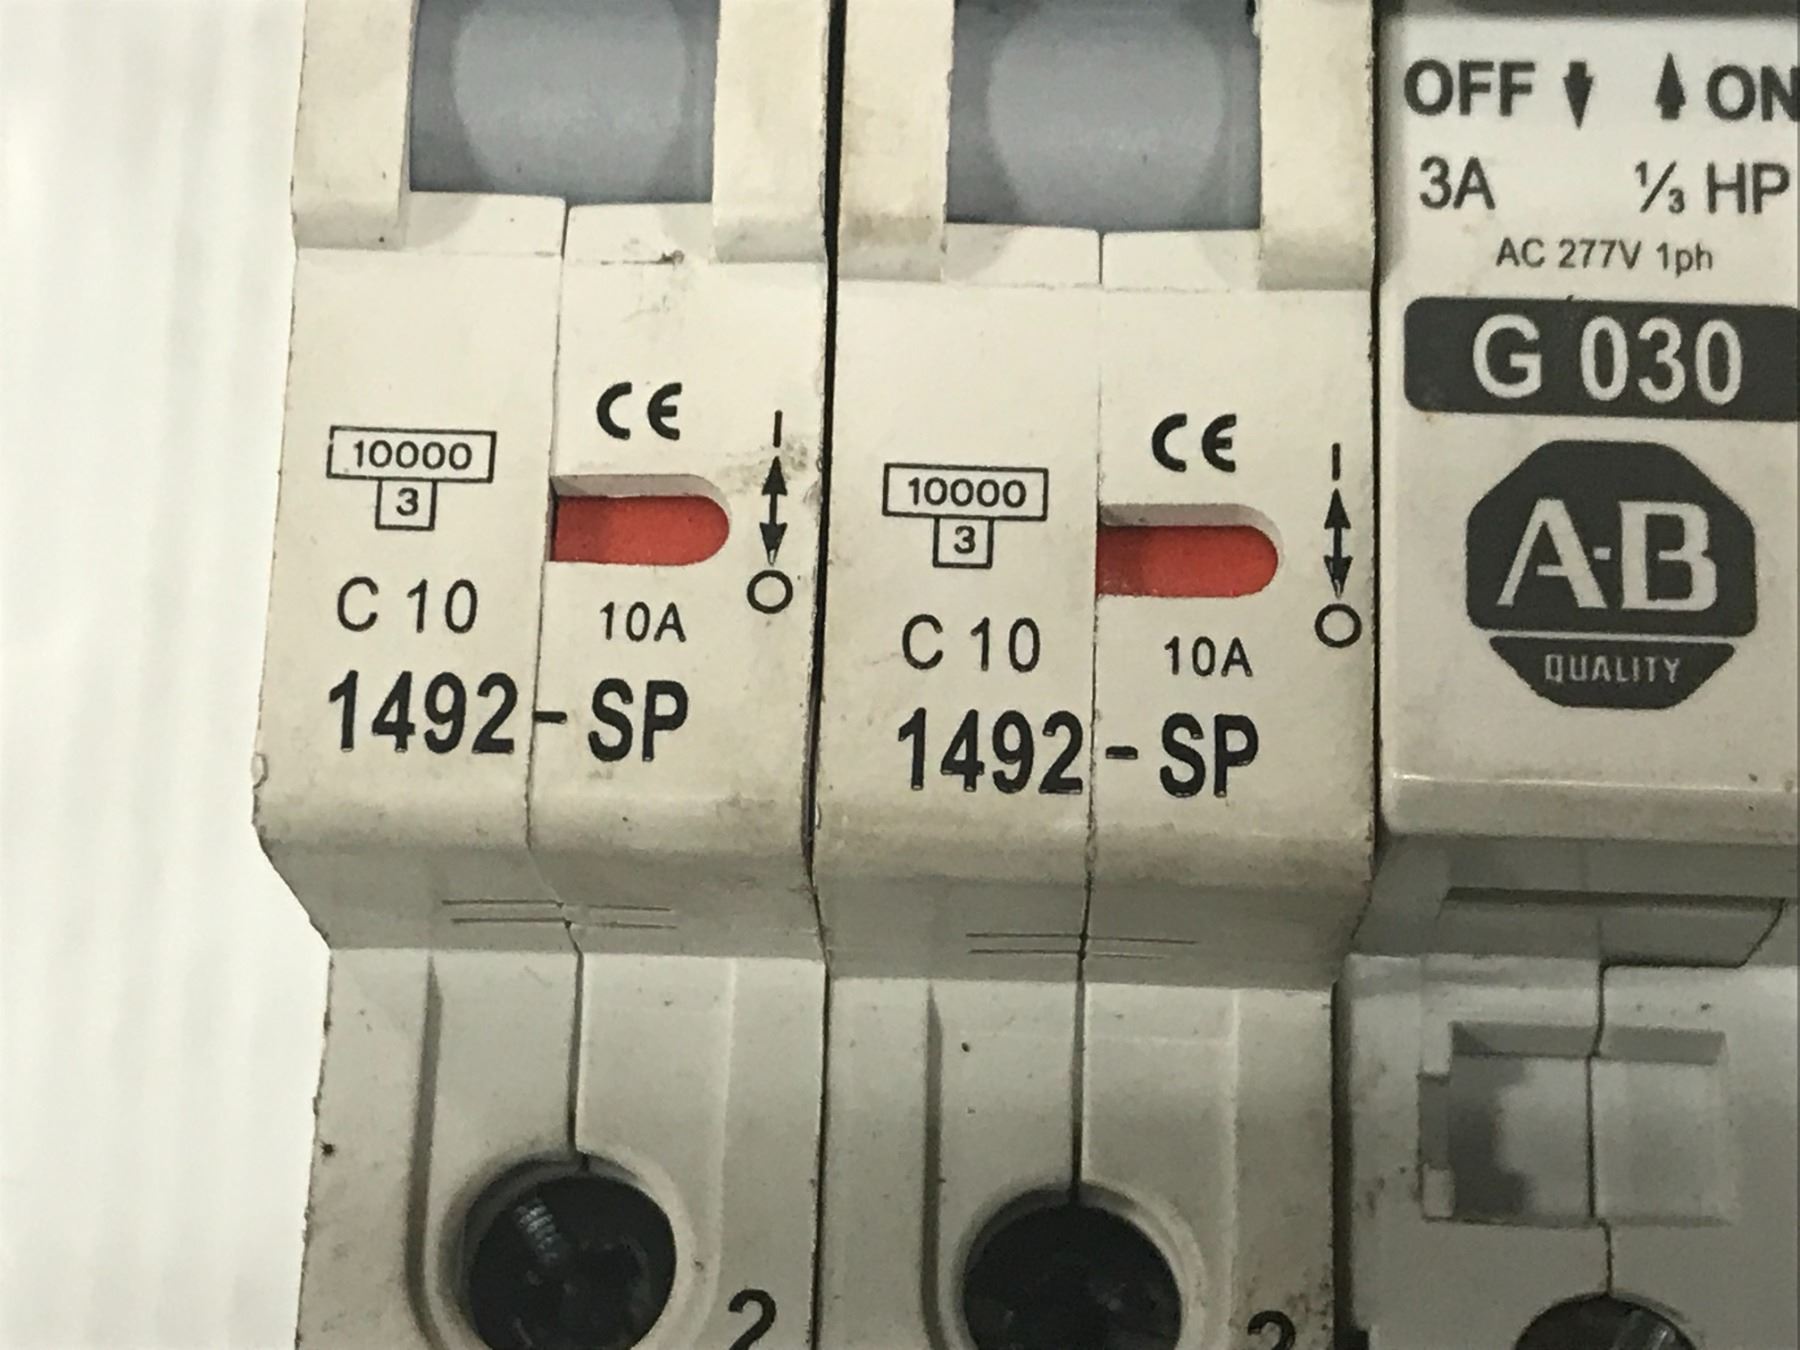 10000
3
CE
I
O
C 10
10A
1492-SP
2
10000
3
CE
I
O
C 10
10A
1492-SP
2
OFF ON
3A ⅓ HP
AC 277V 1ph
G 030
A-B
QUALITY